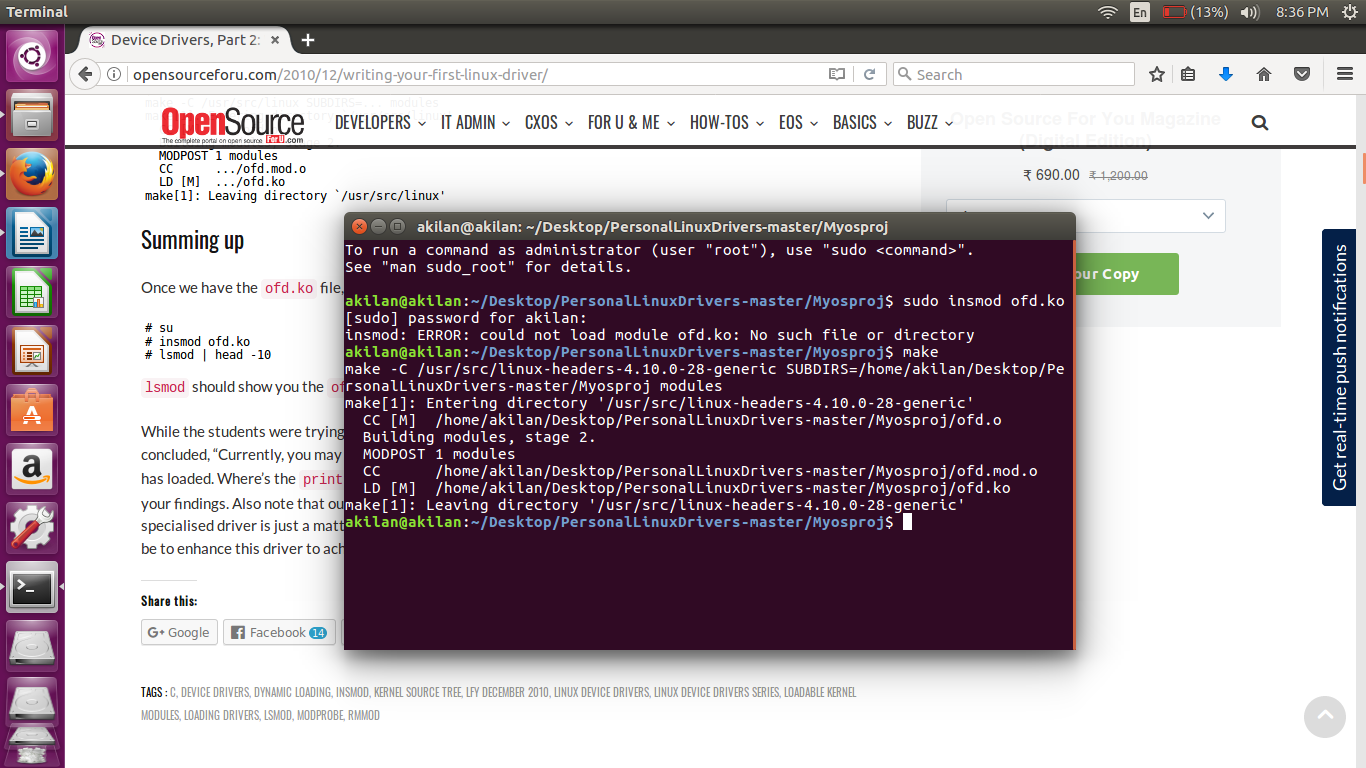 Terminal
En
(13%)
8:36 PM
Device Drivers, Part 2:
opensourceforu.com/2010/12/writing-your-first-linux-driver/
Search
make -C /usr/src/linux SUBDIRS=... modules
OpenSource
For U.com
The complete portal on open source
DEVELOPERS
IT ADMIN
CXOS
FOR U & ME
HOW-TOS
EOS
BASICS
BUZZ
Open Source For You Magazine
(Digital Edition)
₹ 690.00 ₹ 1,200.00
MODPOST 1 modules
CC .../ofd.mod.o
LD [M] .../ofd.ko
make[1]: Leaving directory `/usr/src/linux'
Summing up
Once we have the ofd.ko file,
# su
# insmod ofd.ko
# lsmod | head -10
lsmod should show you the of
While the students were trying
concluded, “Currently, you may
has loaded. Where’s the print
your findings. Also note that ou
specialised driver is just a matt
be to enhance this driver to ach
Share this:
Google
Facebook 14
TAGS : C, DEVICE DRIVERS, DYNAMIC LOADING, INSMOD, KERNEL SOURCE TREE, LFY DECEMBER 2010, LINUX DEVICE DRIVERS, LINUX DEVICE DRIVERS SERIES, LOADABLE KERNEL
MODULES, LOADING DRIVERS, LSMOD, MODPROBE, RMMOD
our Copy
Get real-time push notifications
akilan@akilan: ~/Desktop/PersonalLinuxDrivers-master/Myosproj
To run a command as administrator (user "root"), use "sudo <command>".
See "man sudo_root" for details.
akilan@akilan:~/Desktop/PersonalLinuxDrivers-master/Myosproj$ sudo insmod ofd.ko
[sudo] password for akilan:
insmod: ERROR: could not load module ofd.ko: No such file or directory
akilan@akilan:~/Desktop/PersonalLinuxDrivers-master/Myosproj$ make
make -C /usr/src/linux-headers-4.10.0-28-generic SUBDIRS=/home/akilan/Desktop/Pe
rsonalLinuxDrivers-master/Myosproj modules
make[1]: Entering directory '/usr/src/linux-headers-4.10.0-28-generic'
CC [M] /home/akilan/Desktop/PersonalLinuxDrivers-master/Myosproj/ofd.o
Building modules, stage 2.
MODPOST 1 modules
CC /home/akilan/Desktop/PersonalLinuxDrivers-master/Myosproj/ofd.mod.o
LD [M] /home/akilan/Desktop/PersonalLinuxDrivers-master/Myosproj/ofd.ko
make[1]: Leaving directory '/usr/src/linux-headers-4.10.0-28-generic'
akilan@akilan:~/Desktop/PersonalLinuxDrivers-master/Myosproj$